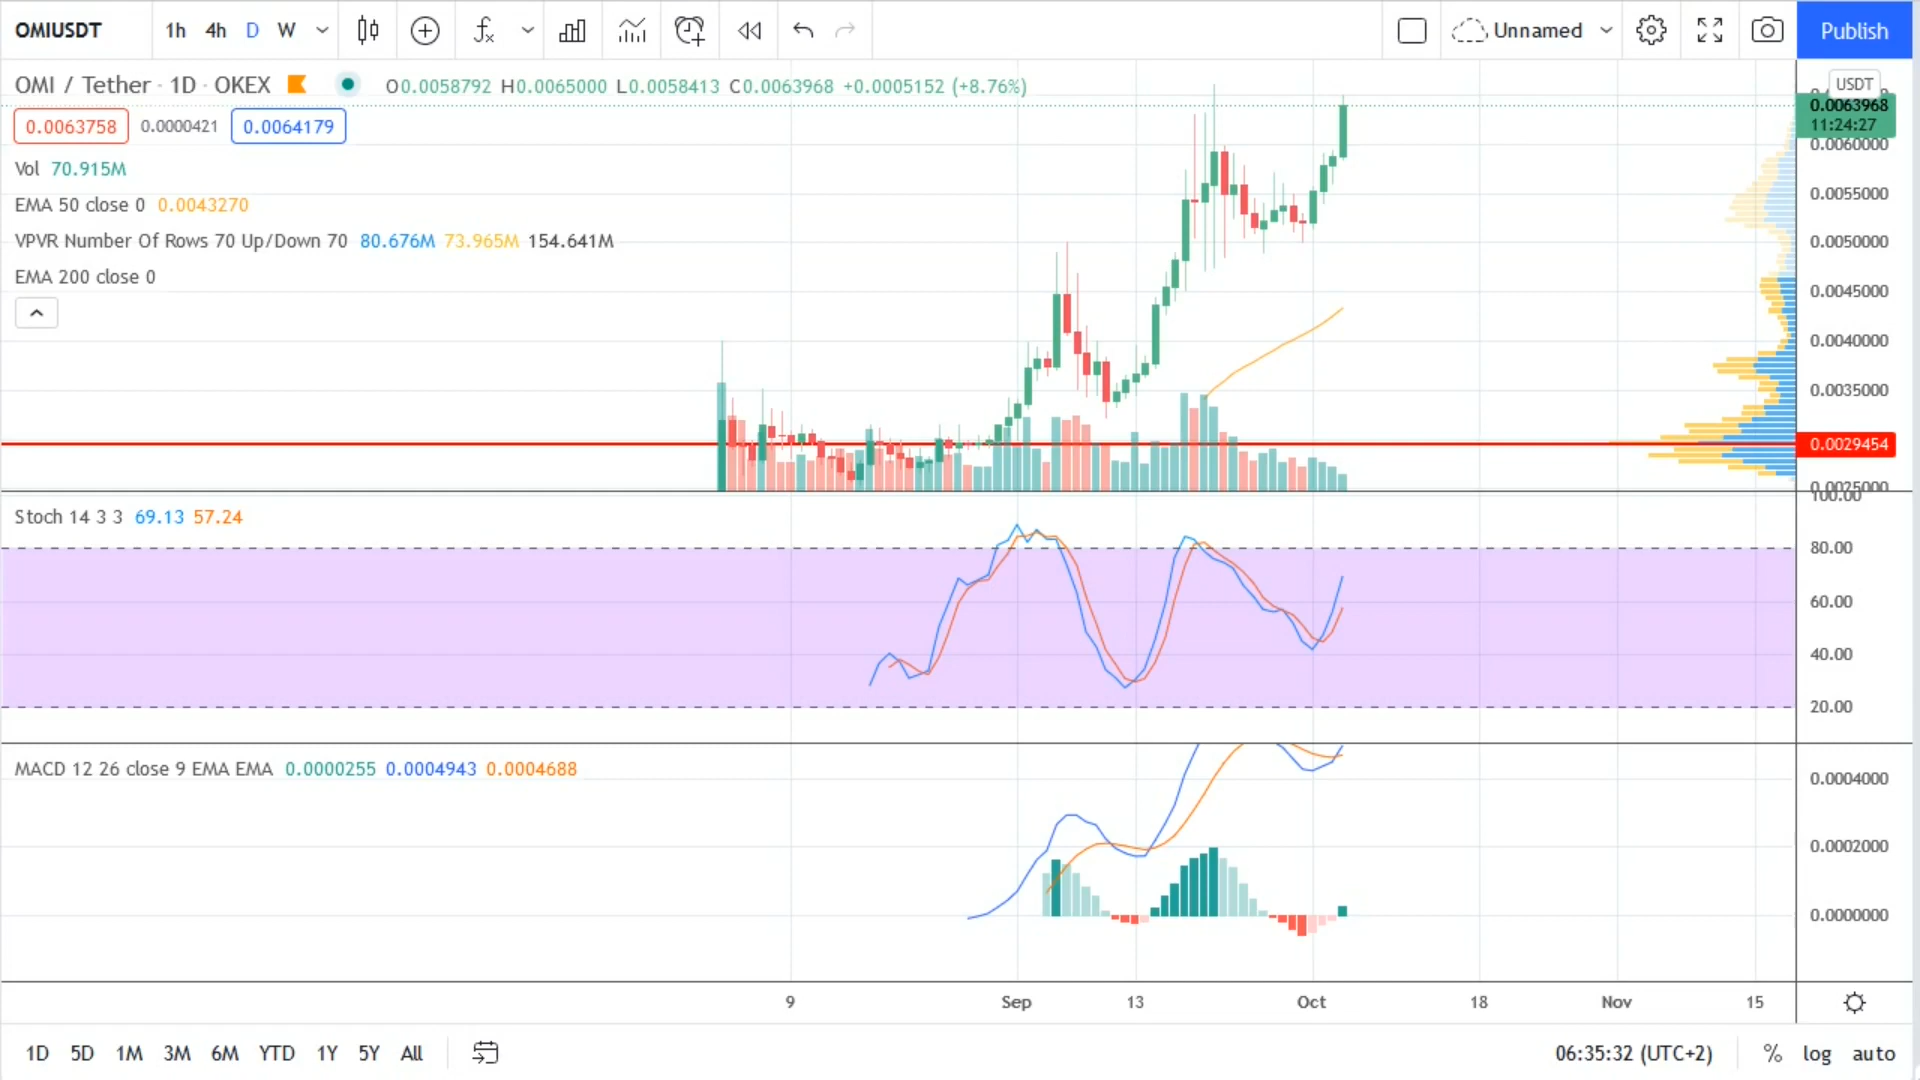 OMIUSDT 1h 4h D W Unnamed Publish
OMI / Tether · 1D · OKEX O0.0058792 H0.0065000 L0.0058413 C0.0063968 +0.0005152 (+8.76%)
USDT
0.0063968
11:24:27
0.0063758 0.0000421 0.0064179
0.0060000
Vol 70.915M
0.0055000
EMA 50 close 0 0.0043270
VPVR Number Of Rows 70 Up/Down 70 80.676M 73.965M 154.641M
0.0050000
EMA 200 close 0
0.0045000
0.0040000
0.0035000
0.0029454
0.0025000
100.00
Stoch 14 3 3 69.13 57.24
80.00
60.00
40.00
20.00
MACD 12 26 close 9 EMA EMA 0.0000255 0.0004943 0.0004688
0.0004000
0.0002000
0.0000000
9 Sep 13 Oct 18 Nov 15
1D 5D 1M 3M 6M YTD 1Y 5Y All 06:35:32 (UTC+2) % log auto